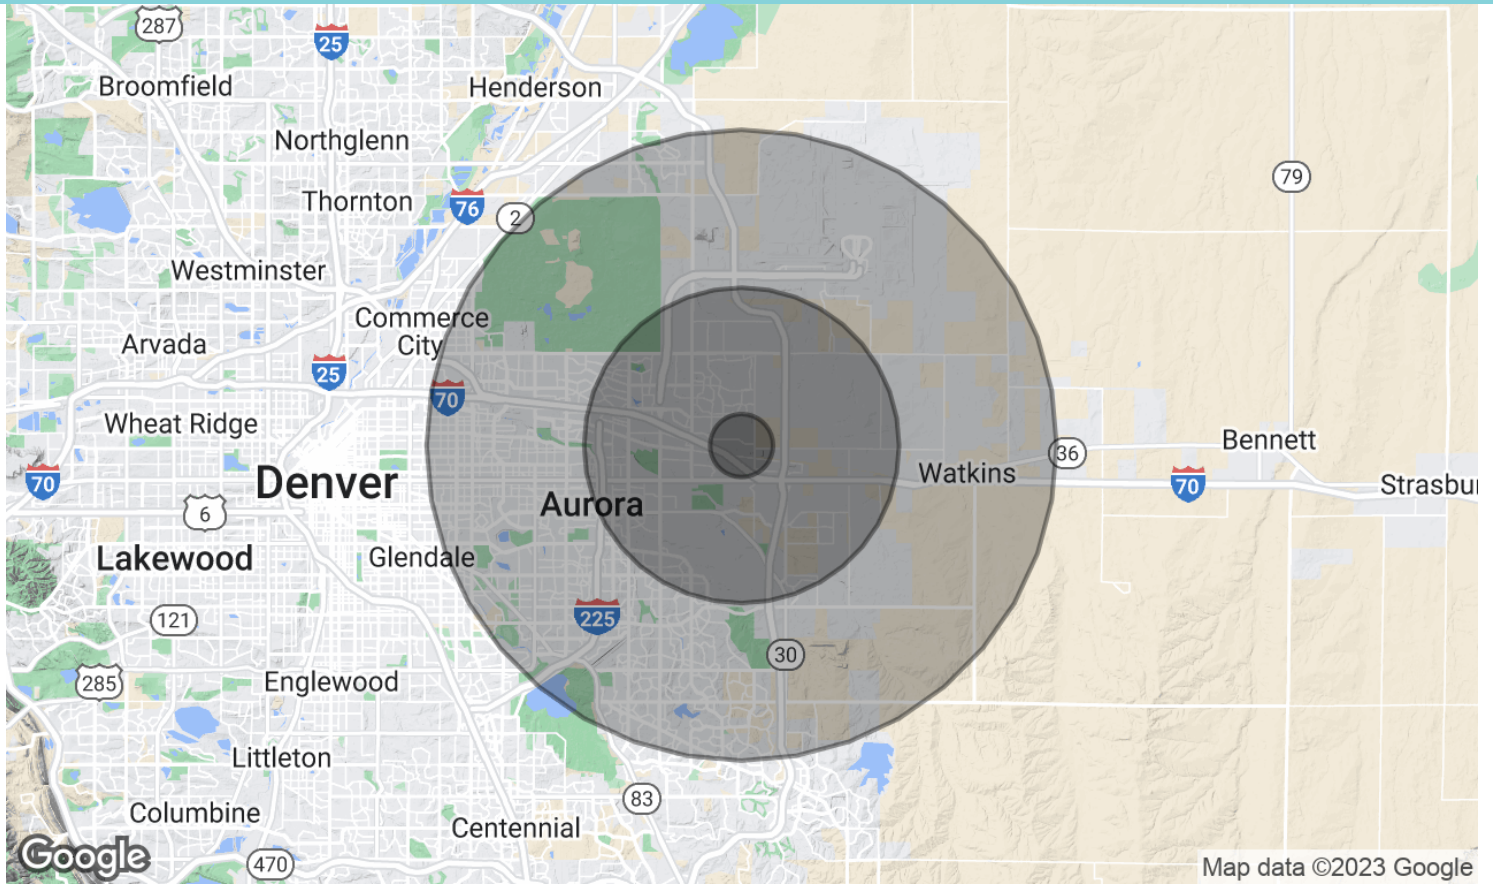 287
25
Broomfield
Henderson
Northglenn
79
Thornton
76
2
Westminster
Commerce
City
Arvada
25
70
Wheat Ridge
Bennett
36
Watkins
70
Denver
70
Strasbur
6
Aurora
Lakewood
Glendale
121
225
30
285
Englewood
Littleton
83
Columbine
Centennial
Google
470
Map data ©2023 Google